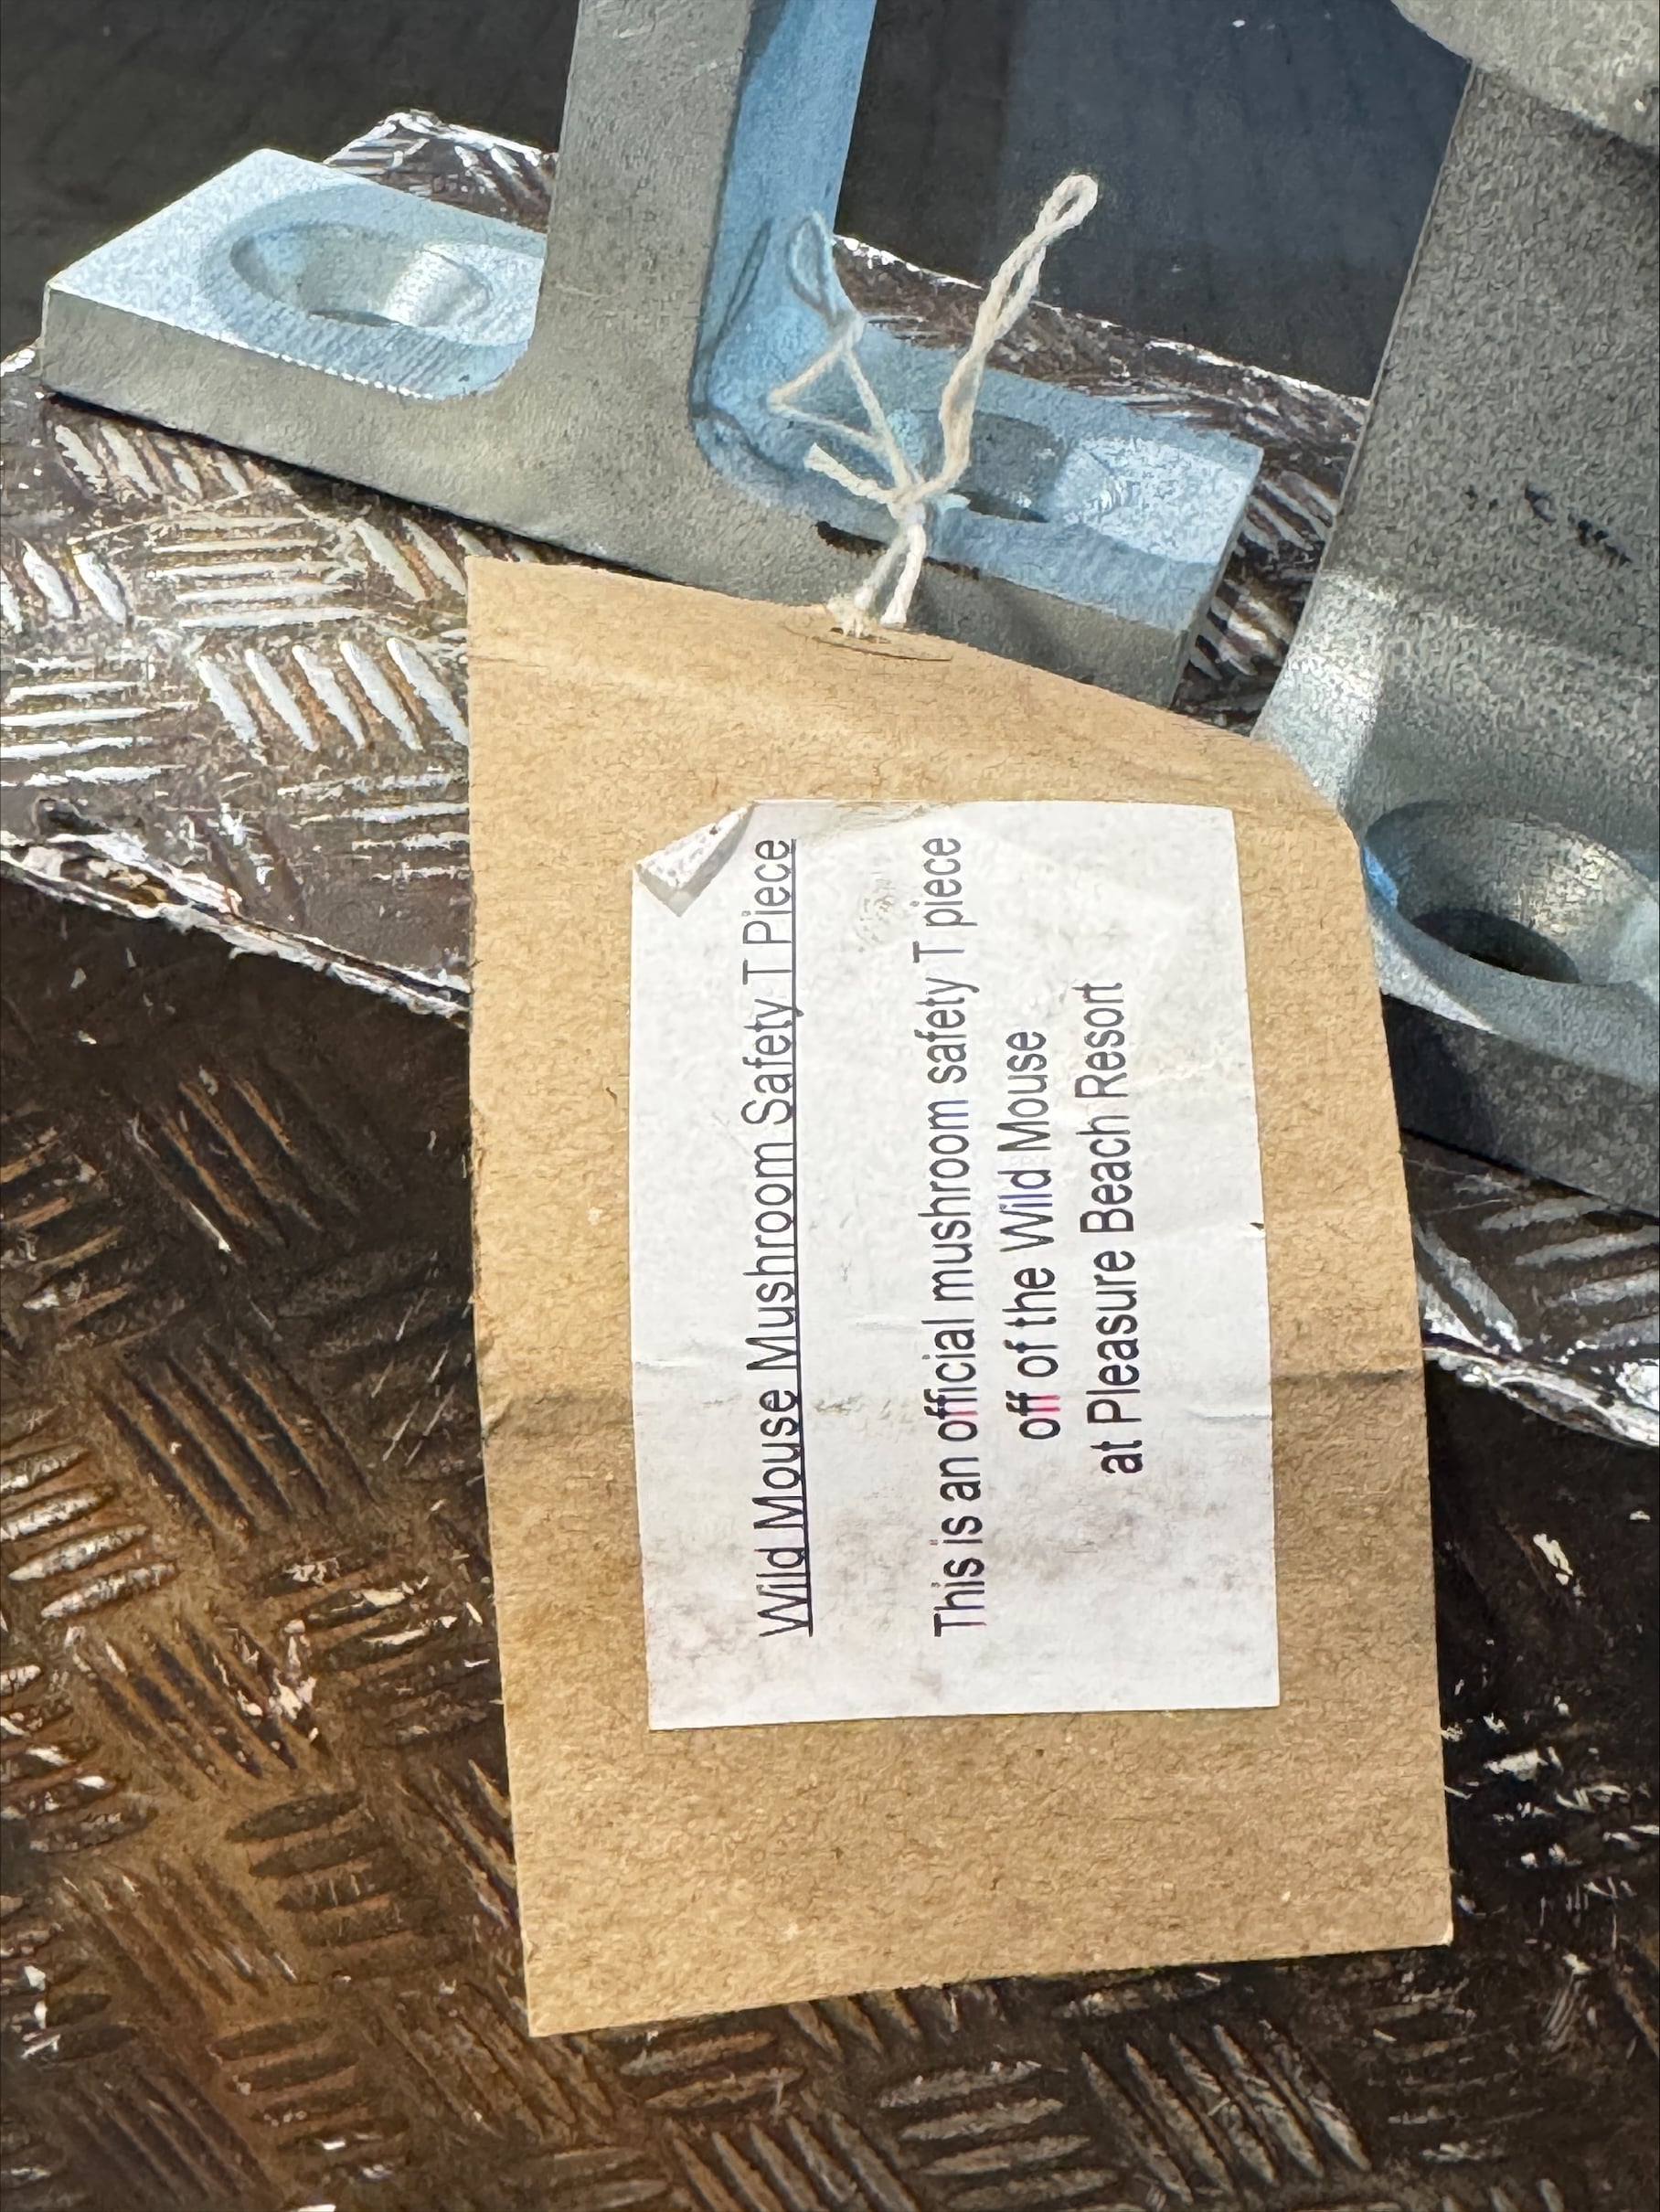 Wild Mouse Mushroom Safety T Piece
This is an official mushroom safety T piece
off of the Wild Mouse
at Pleasure Beach Resort